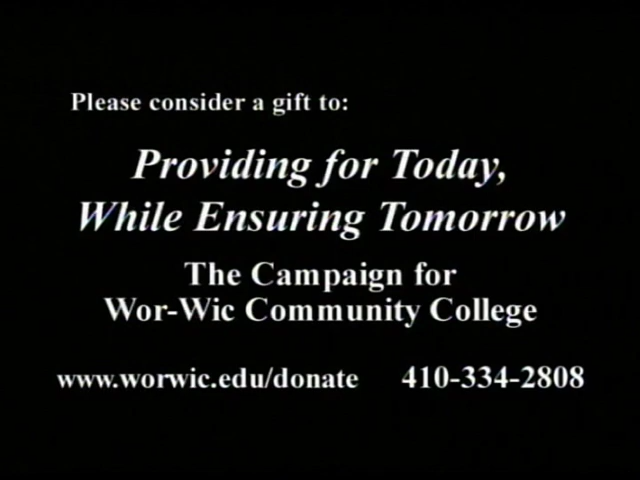 Please consider a gift to:
Providing for Today,
While Ensuring Tomorrow
The Campaign for
Wor-Wic Community College
www.worwic.edu/donate 410-334-2808